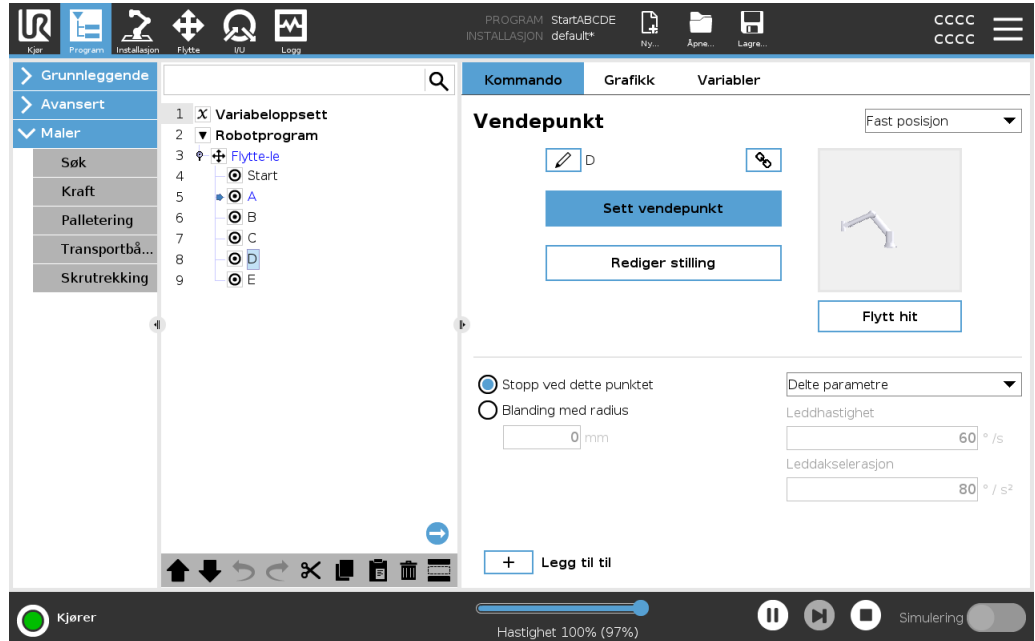 PROGRAM StartABCDE
INSTALLASJON default*
Ny...
Åpne...
Lagre...
CCCC
CCCC
UR
Kjør
Program
Installasjon
Flytte
I/U
Logg
Grunnleggende
Avansert
Maler
Søk
Kraft
Palletering
Transportbå...
Skrutrekking
1 X Variabeloppsett
2 Robotprogram
3 Flytte-le
4 Start
5 A
6 B
7 C
8 D
9 E
Kommando Grafikk Variabler
Vendepunkt
Fast posisjon
D
Sett vendepunkt
Rediger stilling
Flytt hit
Stopp ved dette punktet
Blanding med radius
0 mm
Delte parametre
Leddhastighet
60 ° /s
Leddakselerasjon
80 ° / s²
+ Legg til til
Kjører
Hastighet 100% (97%)
Simulering